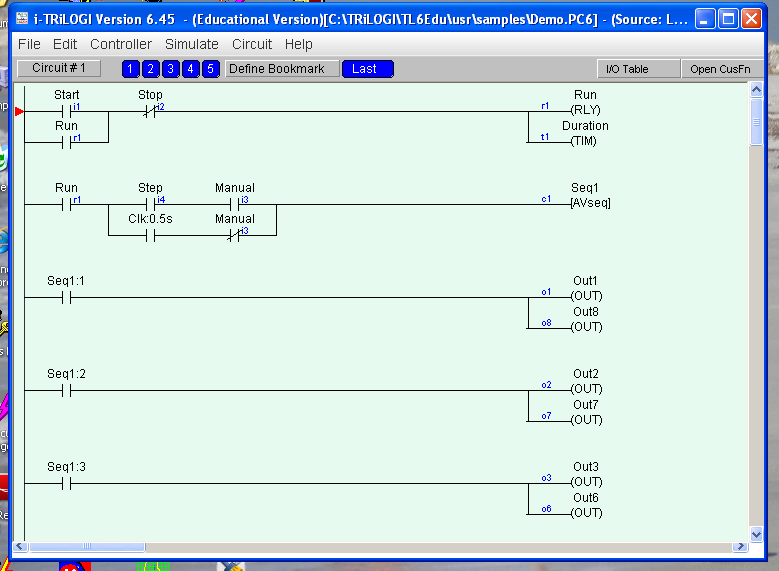 i-TRiLOGI Version 6.45 - (Educational Version)[C:\TRiLOGI\TL6Edu\usr\samples\Demo.PC6] - (Source: L...
File Edit Controller Simulate Circuit Help
Circuit # 1 1 2 3 4 5 Define Bookmark Last I/O Table Open CusFn
Start Stop Run
i1 i2 r1 (RLY)
Run Duration
r1 t1 (TIM)
Run Step Manual Seq1
r1 i4 i3 c1 [AVseq]
Clk:0.5s Manual
i3
Seq1:1 Out1
o1 (OUT)
Out8
o8 (OUT)
Seq1:2 Out2
o2 (OUT)
Out7
o7 (OUT)
Seq1:3 Out3
o3 (OUT)
Out6
o6 (OUT)